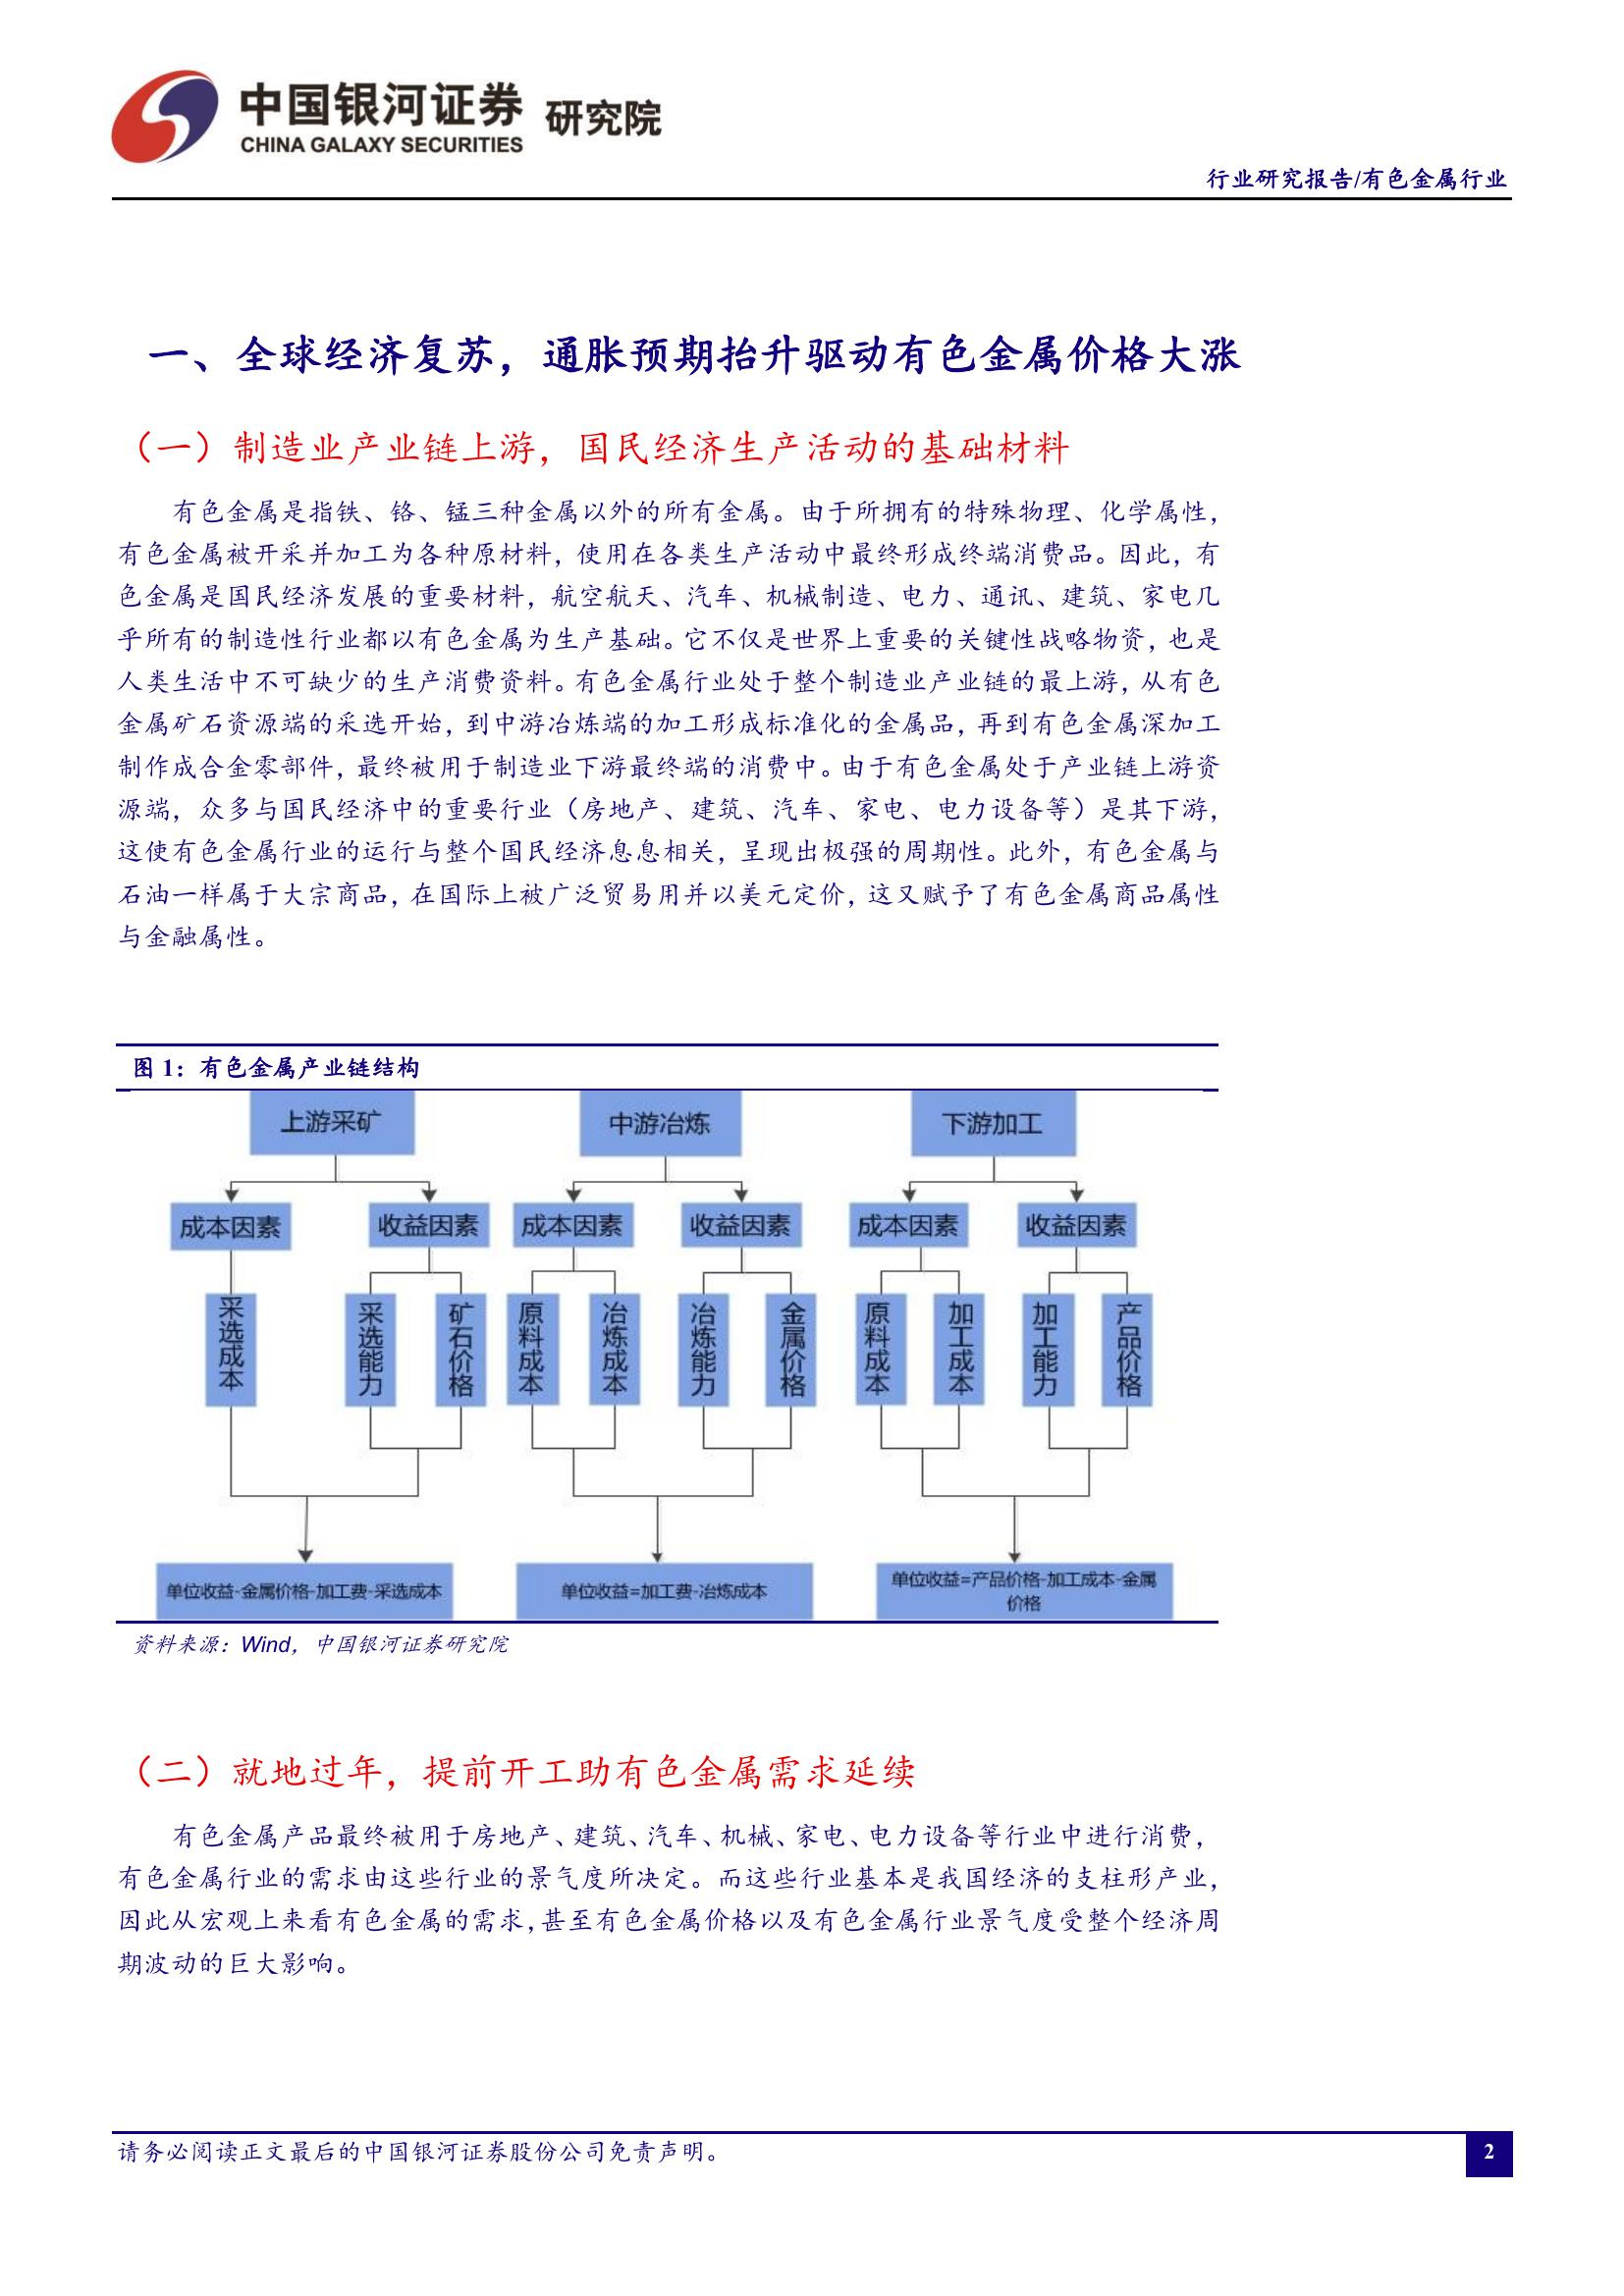 中国银河证券 研究院
CHINA GALAXY SECURITIES
行业研究报告/有色金属行业
一、全球经济复苏，通胀预期抬升驱动有色金属价格大涨
（一）制造业产业链上游，国民经济生产活动的基础材料
有色金属是指铁、铬、锰三种金属以外的所有金属。由于所拥有的特殊物理、化学属性，
有色金属被开采并加工为各种原材料，使用在各类生产活动中最终形成终端消费品。因此，有
色金属是国民经济发展的重要材料，航空航天、汽车、机械制造、电力、通讯、建筑、家电几
乎所有的制造性行业都以有色金属为生产基础。它不仅是世界上重要的关键性战略物资，也是
人类生活中不可缺少的生产消费资料。有色金属行业处于整个制造业产业链的最上游，从有色
金属矿石资源端的采选开始，到中游冶炼端的加工形成标准化的金属品，再到有色金属深加工
制作成合金零部件，最终被用于制造业下游最终端的消费中。由于有色金属处于产业链上游资
源端，众多与国民经济中的重要行业（房地产、建筑、汽车、家电、电力设备等）是其下游，
这使有色金属行业的运行与整个国民经济息息相关，呈现出极强的周期性。此外，有色金属与
石油一样属于大宗商品，在国际上被广泛贸易用并以美元定价，这又赋予了有色金属商品属性
与金融属性。
图 1：有色金属产业链结构
上游采矿 中游冶炼 下游加工
成本因素 收益因素 成本因素 收益因素 成本因素 收益因素
采选成本 采选能力 矿石价格 原料成本 冶炼成本 冶炼能力 金属价格 原料成本 加工成本 加工能力 产品价格
单位收益-金属价格-加工费-采选成本
单位收益=加工费-冶炼成本
单位收益=产品价格-加工成本-金属
价格
资料来源：Wind，中国银河证券研究院
（二）就地过年，提前开工助有色金属需求延续
有色金属产品最终被用于房地产、建筑、汽车、机械、家电、电力设备等行业中进行消费，
有色金属行业的需求由这些行业的景气度所决定。而这些行业基本是我国经济的支柱形产业，
因此从宏观上来看有色金属的需求，甚至有色金属价格以及有色金属行业景气度受整个经济周
期波动的巨大影响。
请务必阅读正文最后的中国银河证券股份公司免责声明。
2